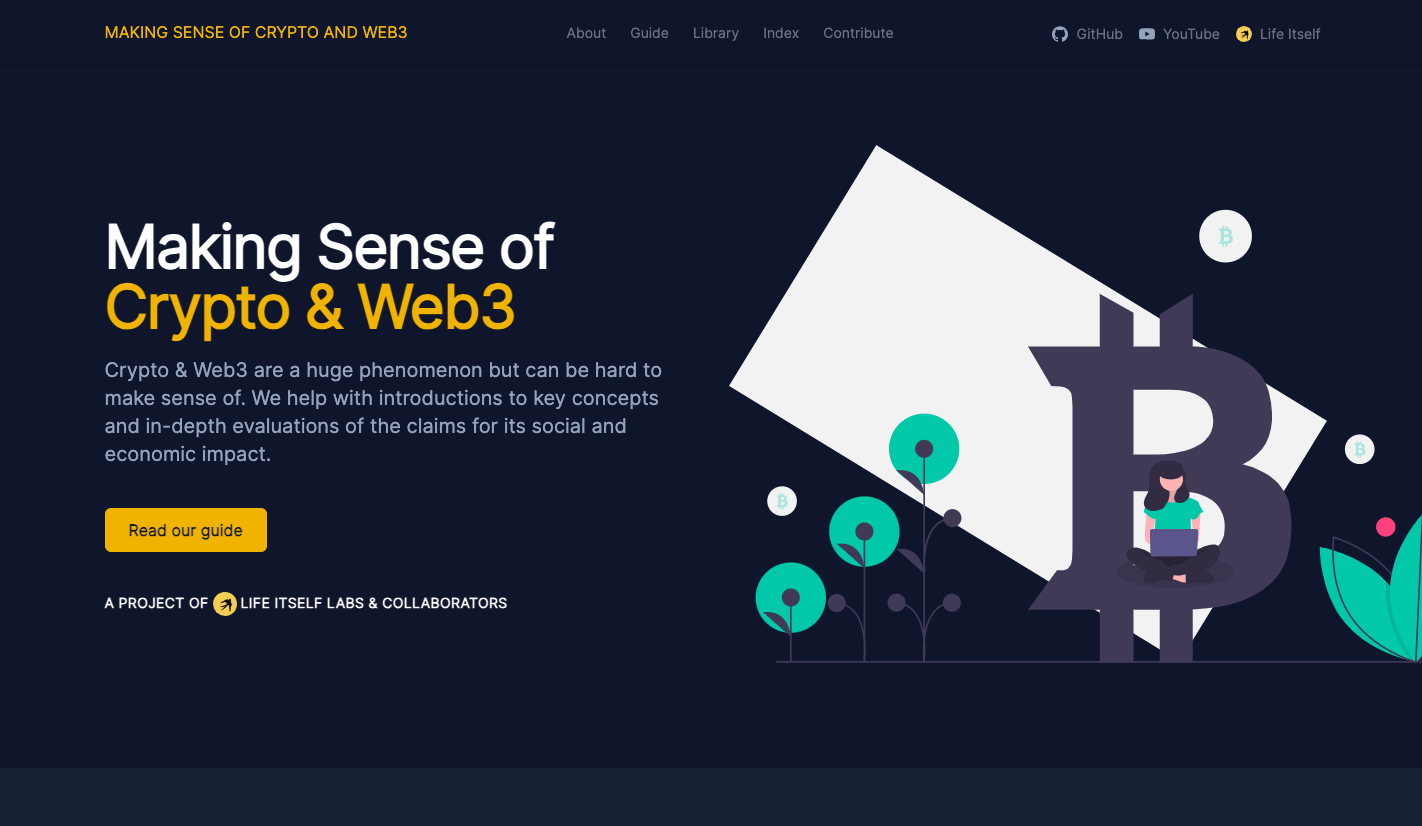 MAKING SENSE OF CRYPTO AND WEB3
About Guide Library Index Contribute
GitHub YouTube Life Itself
Making Sense of
Crypto & Web3
Crypto & Web3 are a huge phenomenon but can be hard to
make sense of. We help with introductions to key concepts
and in-depth evaluations of the claims for its social and
economic impact.
Read our guide
A PROJECT OF LIFE ITSELF LABS & COLLABORATORS